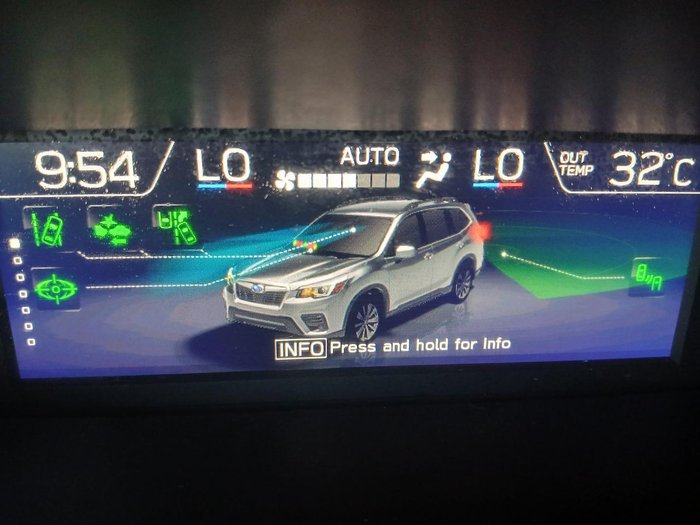 9:54
LO
AUTO
LO
OUT
TEMP
32°C
INFO Press and hold for info